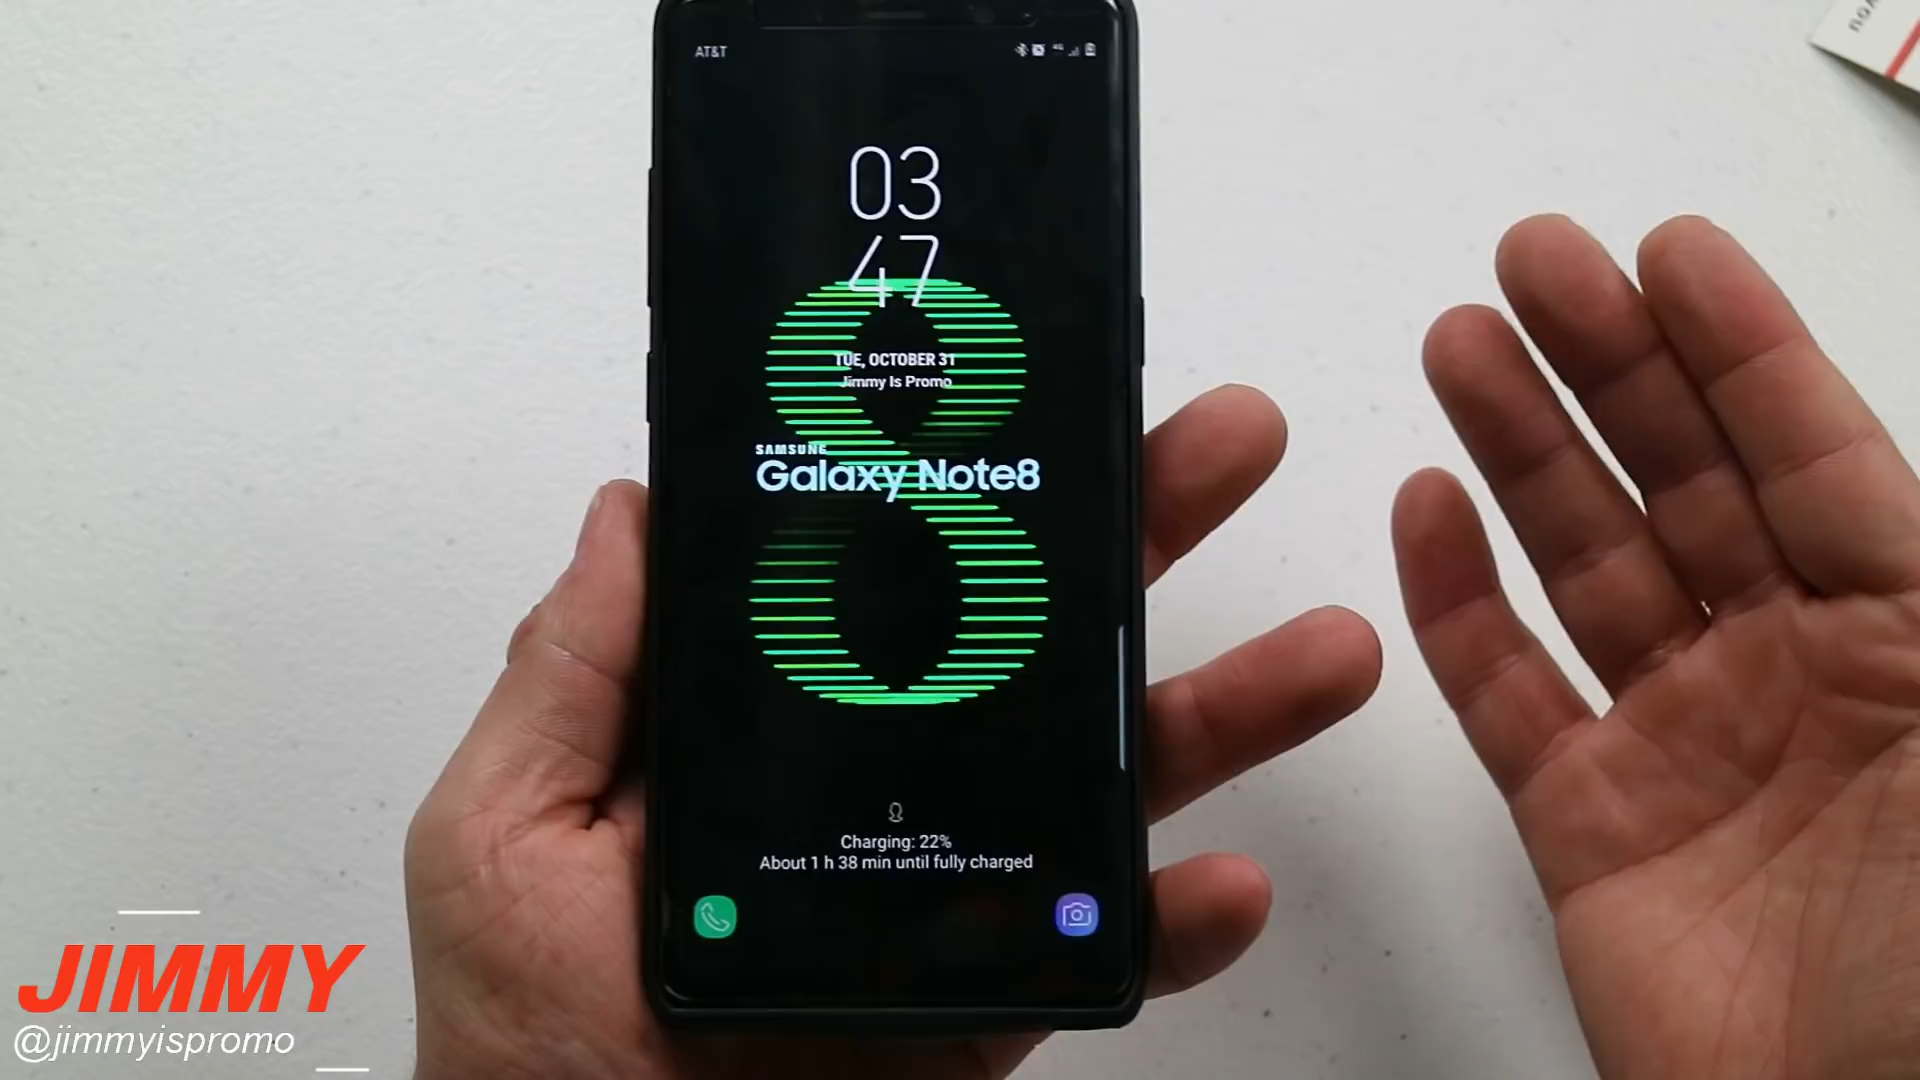 AT&T
4G
03
47
TUE, OCTOBER 31
Jimmy Is Promo
SAMSUNG
Galaxy Note8
Charging: 22%
About 1 h 38 min until fully charged
JIMMY
@jimmyispromo